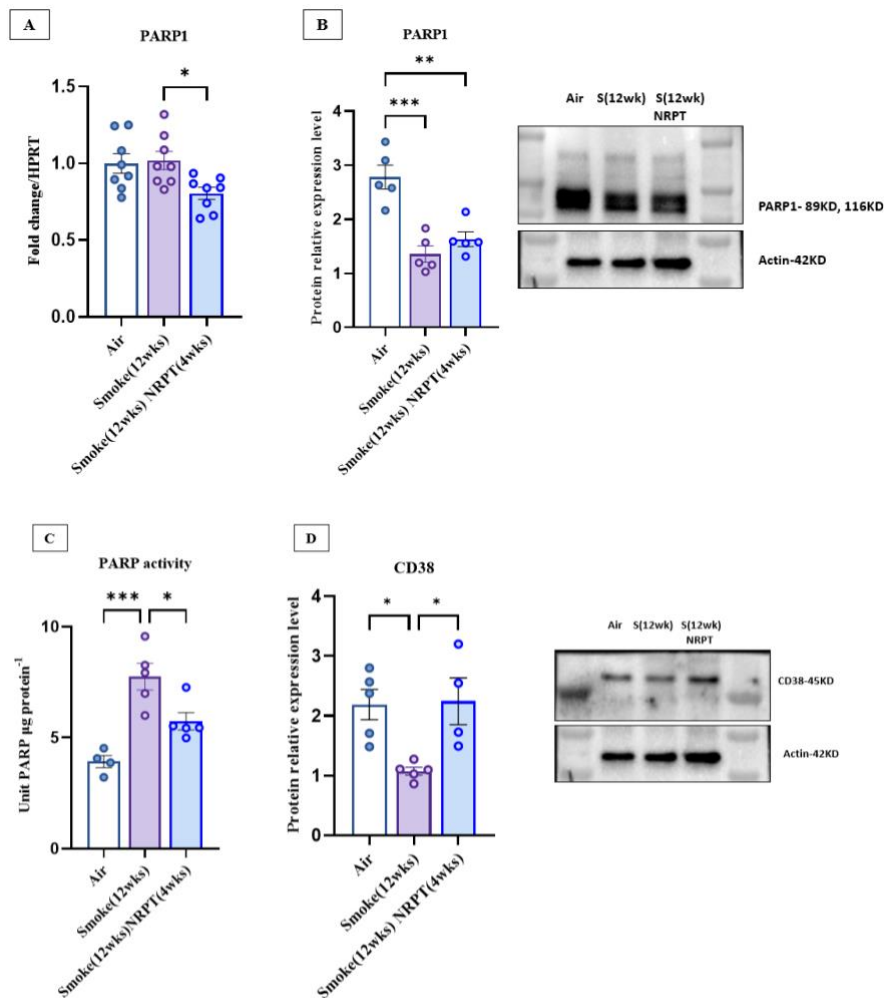 A
PARP1
*
1.5
1.0
0.5
0.0
Fold change/HPRT
Air
Smoke(12wks)
Smoke(12wks) NRPT(4wks)
B
PARP1
**
***
4
3
2
1
0
Protein relative expression level
Air
Smoke(12wks)
Smoke(12wks) NRPT(4wks)
Air S(12wk) S(12wk)
NRPT
PARP1- 89KD, 116KD
Actin-42KD
C
PARP activity
*** *
10
5
0
Unit PARP µg protein⁻¹
Air
Smoke(12wks)
Smoke(12wks)NRPT(4wks)
D
CD38
* *
4
3
2
1
0
Protein relative expression level
Air
Smoke(12wks)
Smoke(12wks) NRPT(4wks)
Air S(12wk) S(12wk)
NRPT
CD38-45KD
Actin-42KD